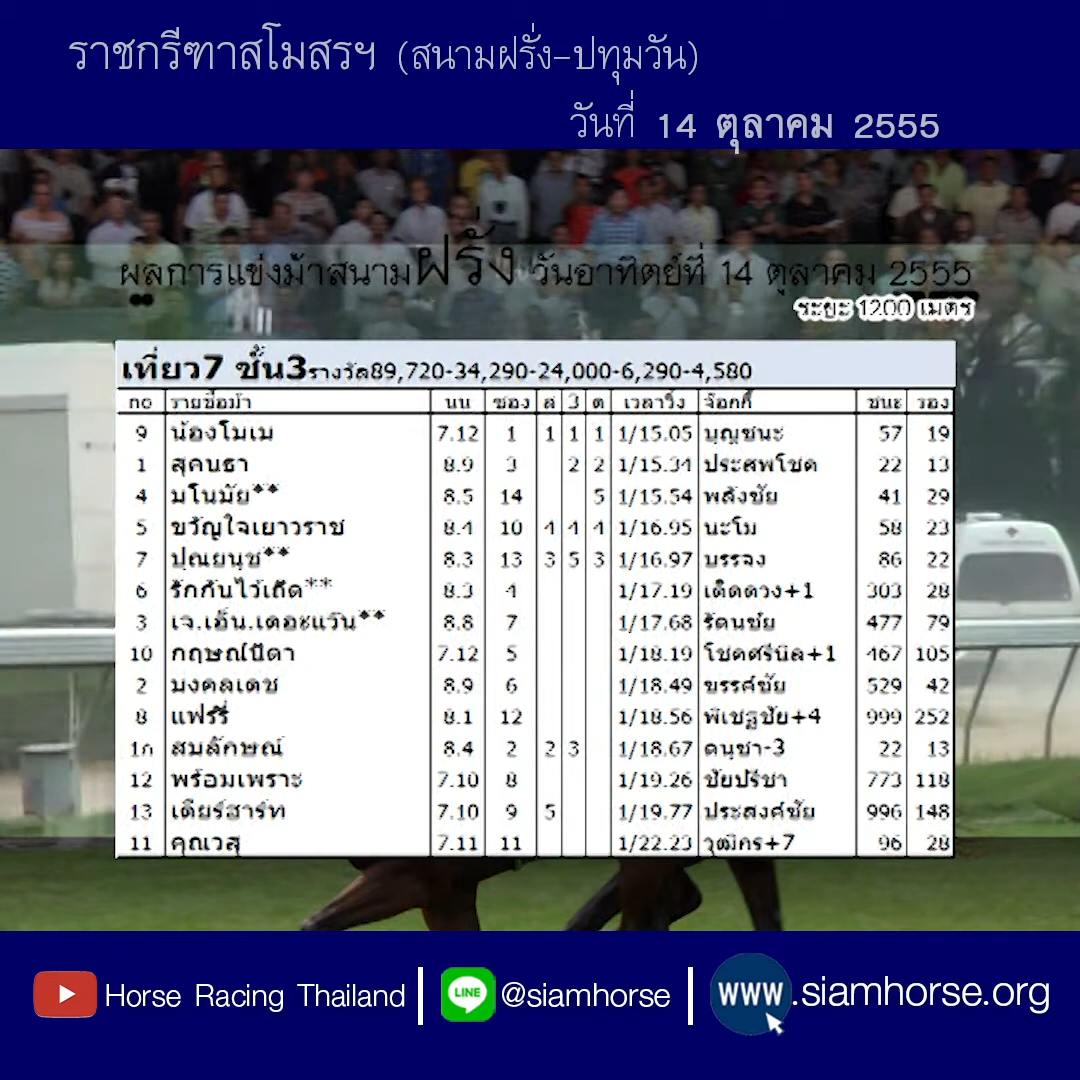 ราชกรีฑาสโมสรฯ (สนามฝรั่ง-ปทุมวัน)
วันที่ 14 ตุลาคม 2555
ผลการแข่งม้าสนามฝรั่ง วันอาทิตย์ที่ 14 ตุลาคม 2555
ระยะ 1200 เมตร
เที่ยว7 ชั้น3รางวัล89,720-34,290-24,000-6,290-4,580
no รายชื่อม้า นน ซอง ส 3 ต เวลาวิ่ง จ๊อกกี้ ชนะ รอง
9 น้องโมเม 7.12 1 1 1 1 1/15.05 บุญชนะ 57 19
1 สุคนธา 8.9 3 2 2 1/15.31 ประสพโชค 22 13
4 มโนมัย** 8.5 14 5 1/15.54 พลังชัย 41 29
5 ขวัญใจเยาวราช 8.4 10 4 4 4 1/16.95 นะโม 58 23
7 ปุณยนุช** 8.3 13 3 5 3 1/16.97 บรรจง 86 22
6 รักกันไว้เถิด** 8.3 4 1/17.19 เด็ดดวง+1 303 28
3 เจ.เอ็น.เดอะแวัน** 8.8 7 1/17.68 รัตนชัย 477 79
10 กฤษณ์ปีตา 7.12 5 1/18.19 โชคศรีนิล+1 467 105
2 มงคลเดช 8.9 6 1/18.49 ขรรค์ชัย 529 42
8 แฟร์รี่ 8.1 12 1/18.56 พิเชฐชัย+4 999 252
1ก สมลักษณ์ 8.4 2 2 3 1/18.67 ดนุชา-3 22 13
12 พร้อมเพราะ 7.10 8 1/19.26 ชัยปรีชา 773 118
13 เดียร์ฮาร์ท 7.10 9 5 1/19.77 ประสงค์ชัย 996 148
11 คุณวสุ 7.11 11 1/22.23 วุฒิกร+7 96 28
Horse Racing Thailand
LINE @siamhorse
www.siamhorse.org